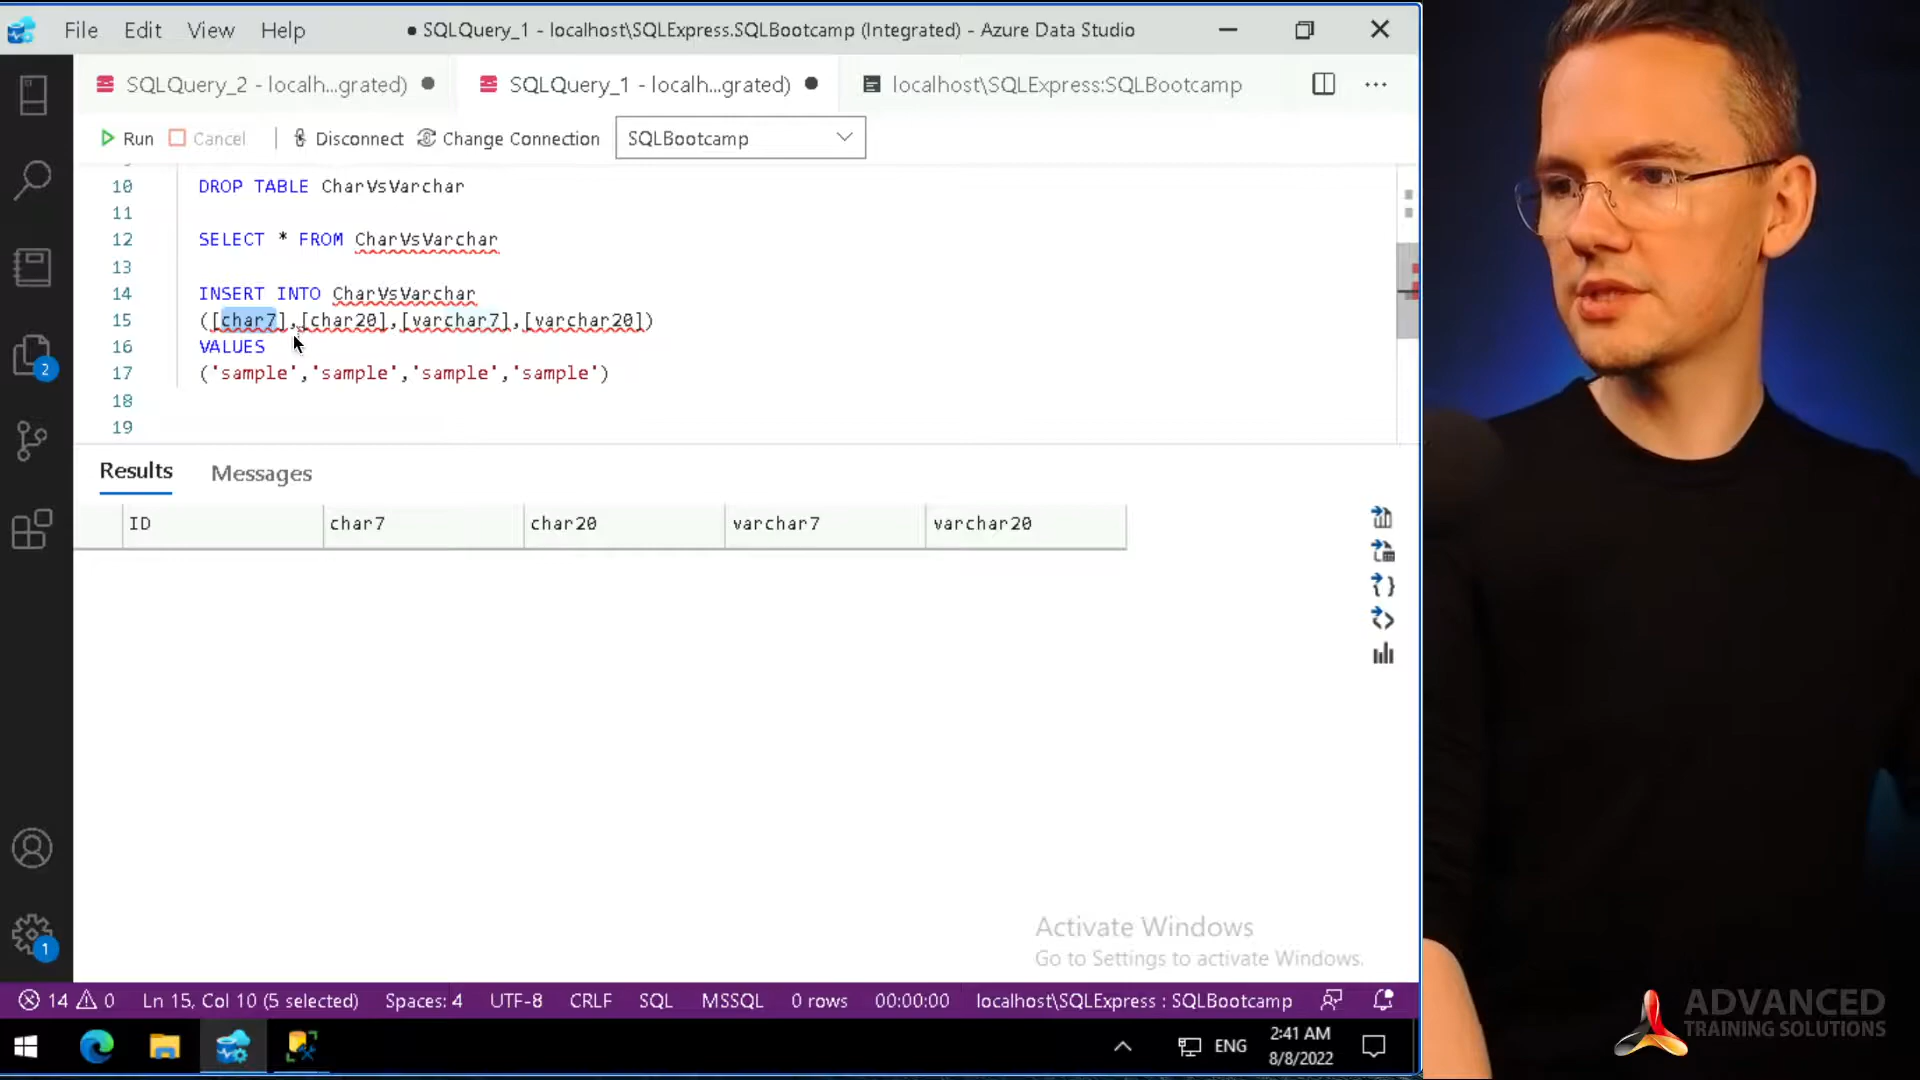 File Edit View Help
● SQLQuery_1 - localhost\SQLExpress.SQLBootcamp (Integrated) - Azure Data Studio
SQLQuery_2 - localh...grated)
SQLQuery_1 - localh...grated)
localhost\SQLExpress:SQLBootcamp
Run Cancel Disconnect Change Connection SQLBootcamp
10 DROP TABLE CharVsVarchar
11
12 SELECT * FROM CharVsVarchar
13
14 INSERT INTO CharVsVarchar
15 ([char7],[char20],[varchar7],[varchar20])
16 VALUES
17 ('sample','sample','sample','sample')
18
19
Results Messages
ID char7 char20 varchar7 varchar20
2
1
Activate Windows
Go to Settings to activate Windows.
14 0 Ln 15, Col 10 (5 selected) Spaces: 4 UTF-8 CRLF SQL MSSQL 0 rows 00:00:00 localhost\SQLExpress : SQLBootcamp
ENG
2:41 AM
8/8/2022
ADVANCED
TRAINING SOLUTIONS